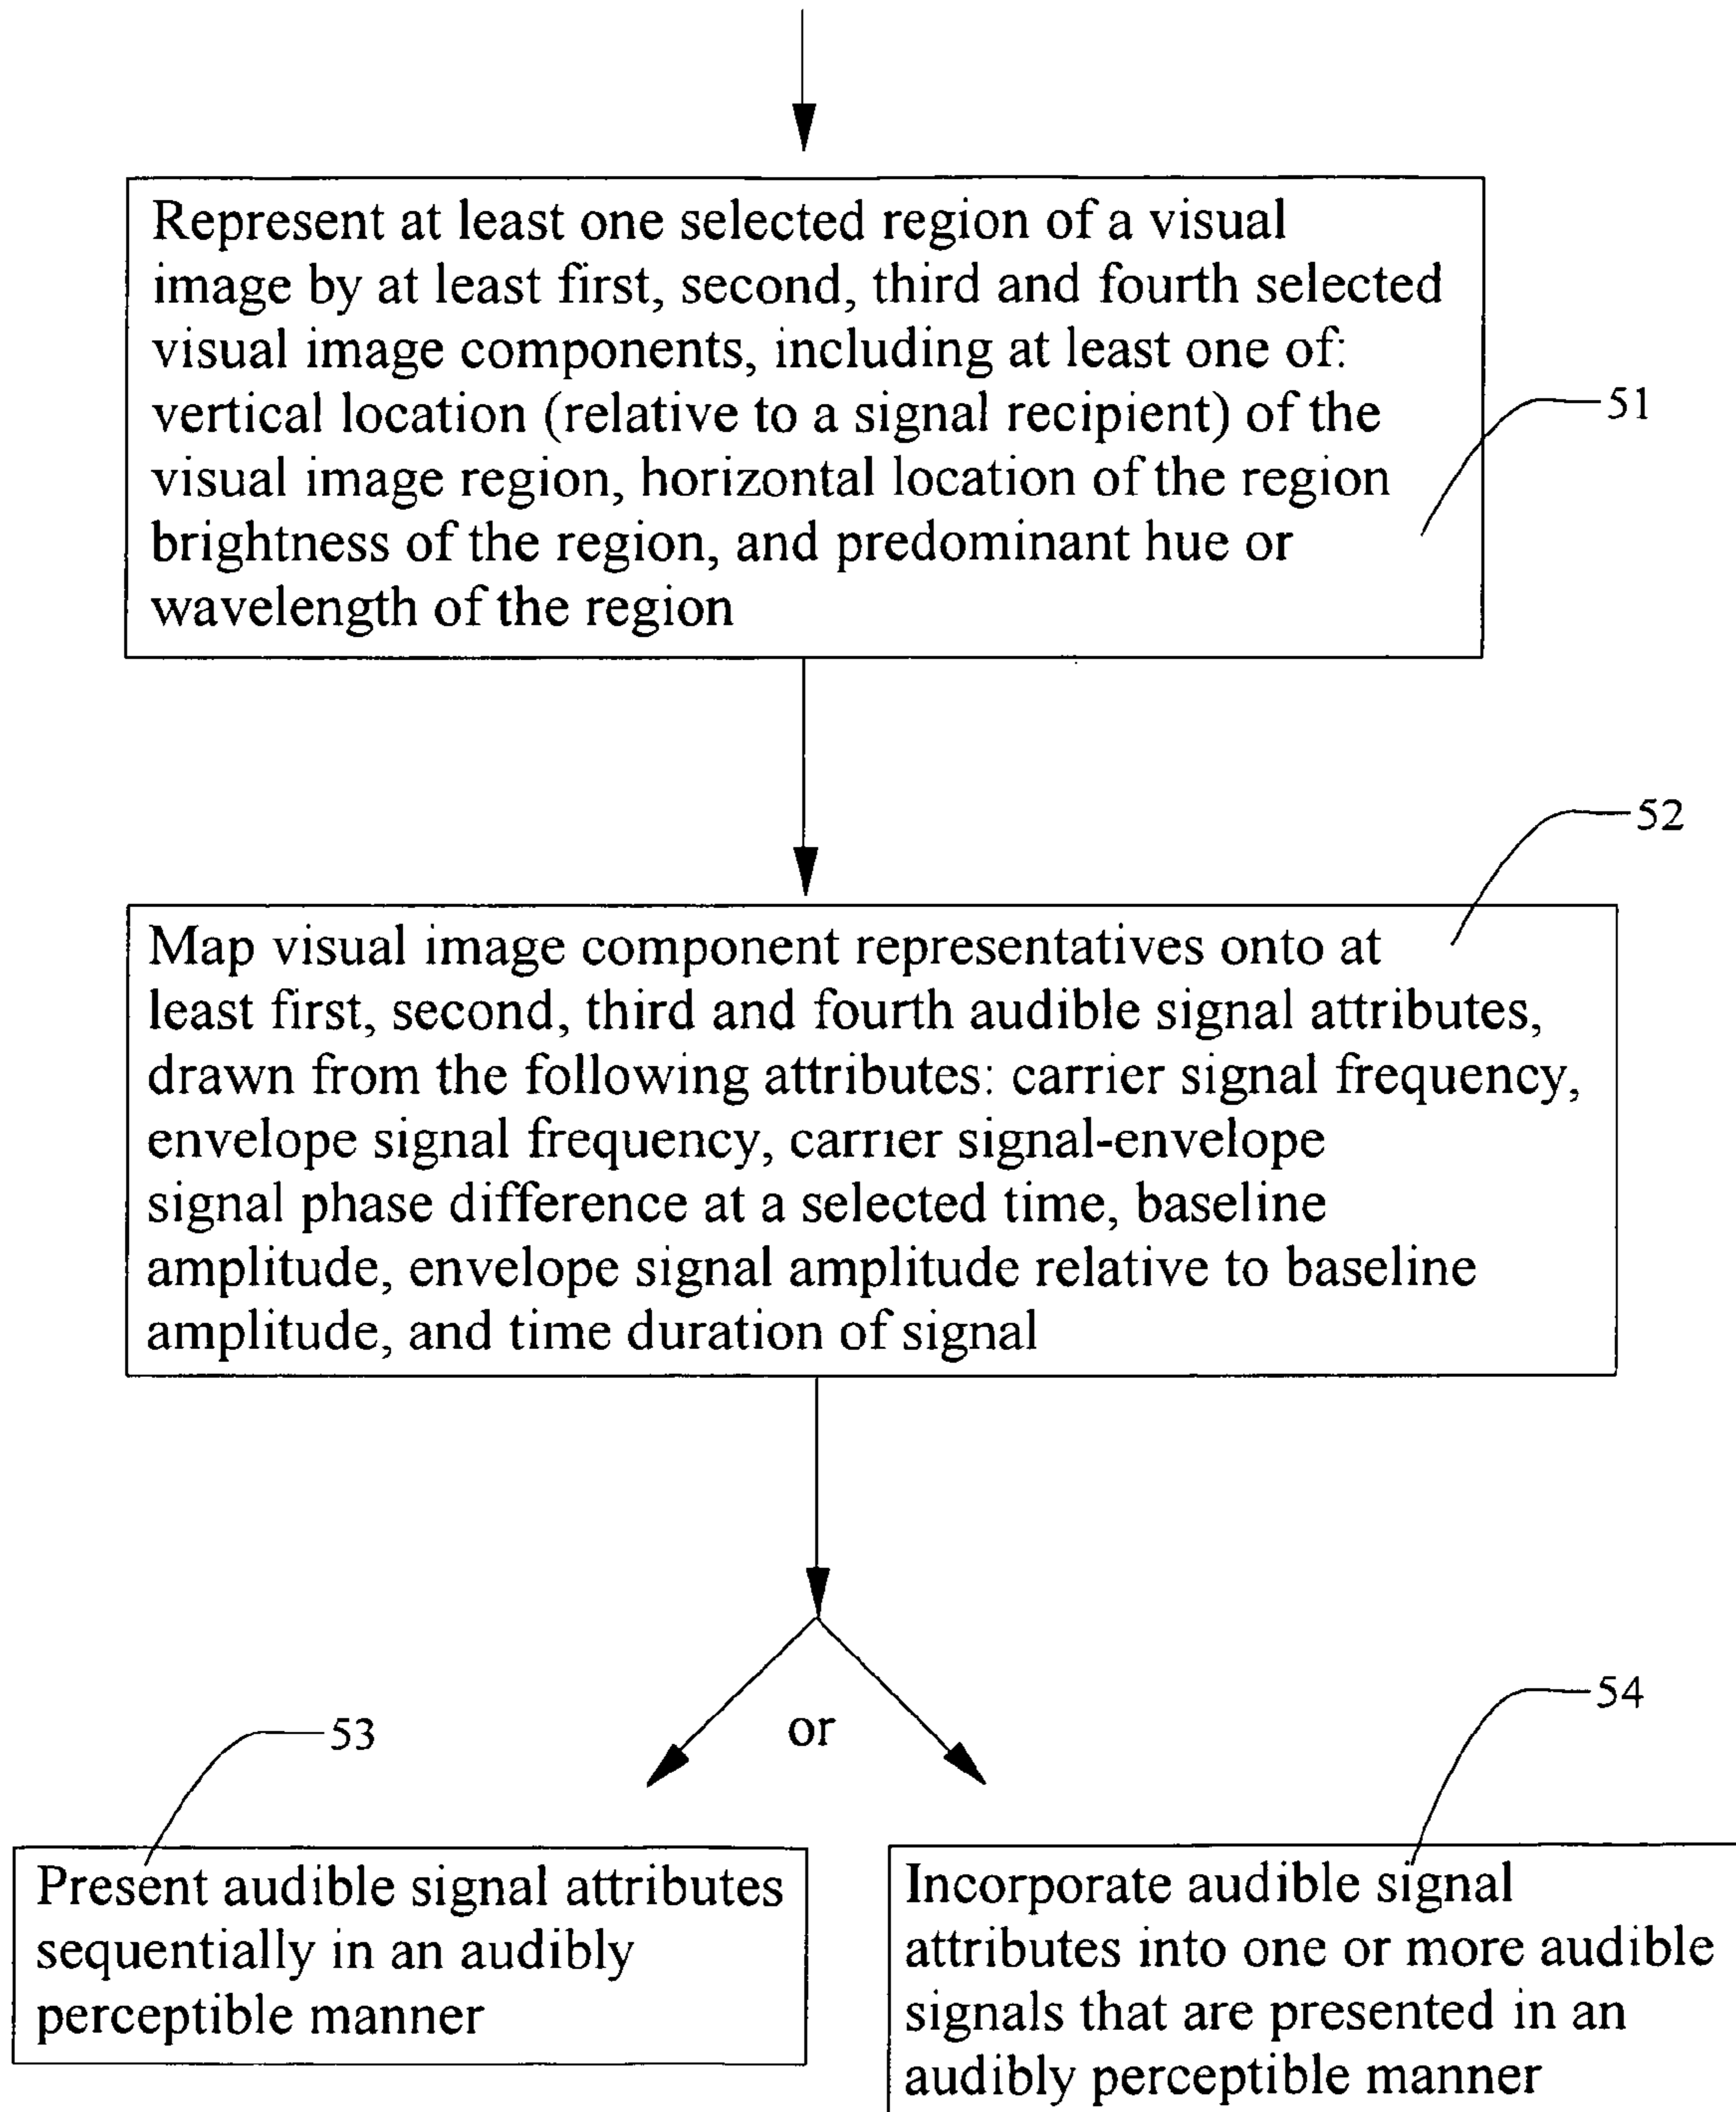 Represent at least one selected region of a visual
image by at least first, second, third and fourth selected
visual image components, including at least one of:
vertical location (relative to a signal recipient) of the
visual image region, horizontal location of the region
brightness of the region, and predominant hue or
wavelength of the region
51
52
Map visual image component representatives onto at
least first, second, third and fourth audible signal attributes,
drawn from the following attributes: carrier signal frequency,
envelope signal frequency, carrier signal-envelope
signal phase difference at a selected time, baseline
amplitude, envelope signal amplitude relative to baseline
amplitude, and time duration of signal
or
53
Present audible signal attributes
sequentially in an audibly
perceptible manner
54
Incorporate audible signal
attributes into one or more audible
signals that are presented in an
audibly perceptible manner